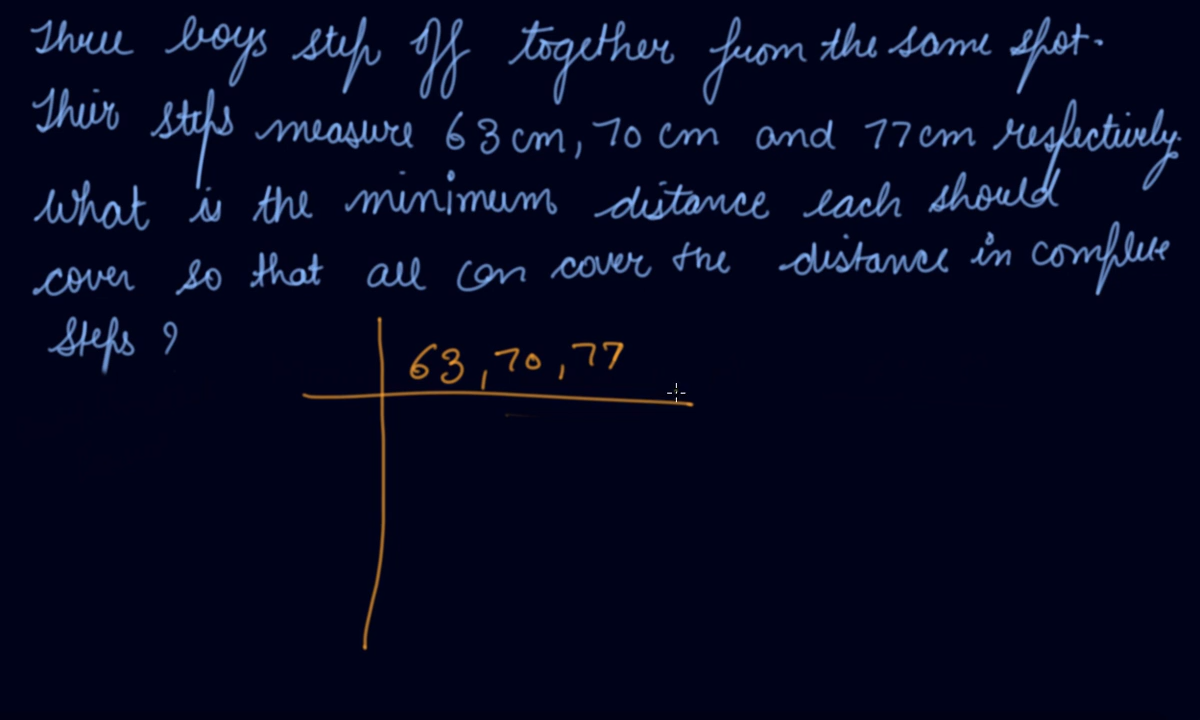 Three boys step off together from the same spot.
Their steps measure 63 cm, 70 cm and 77 cm respectively.
What is the minimum distance each should
cover so that all can cover the distance in complete
steps ?
63, 70, 77